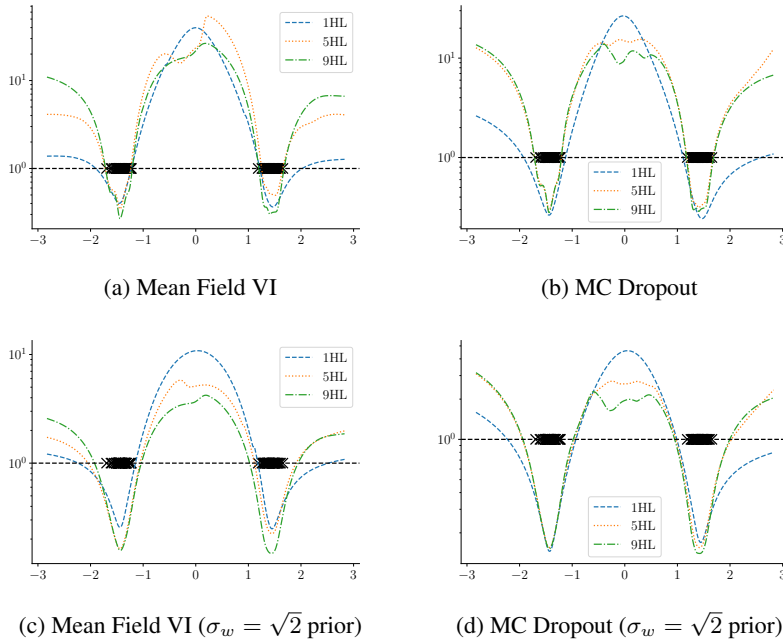 10^1
10^0
1HL
5HL
9HL
−3 −2 −1 0 1 2 3
(a) Mean Field VI
10^1
10^0
1HL
5HL
9HL
−3 −2 −1 0 1 2 3
(b) MC Dropout
10^1
10^0
1HL
5HL
9HL
−3 −2 −1 0 1 2 3
(c) Mean Field VI (σ_w = √2 prior)
10^0
1HL
5HL
9HL
−3 −2 −1 0 1 2 3
(d) MC Dropout (σ_w = √2 prior)